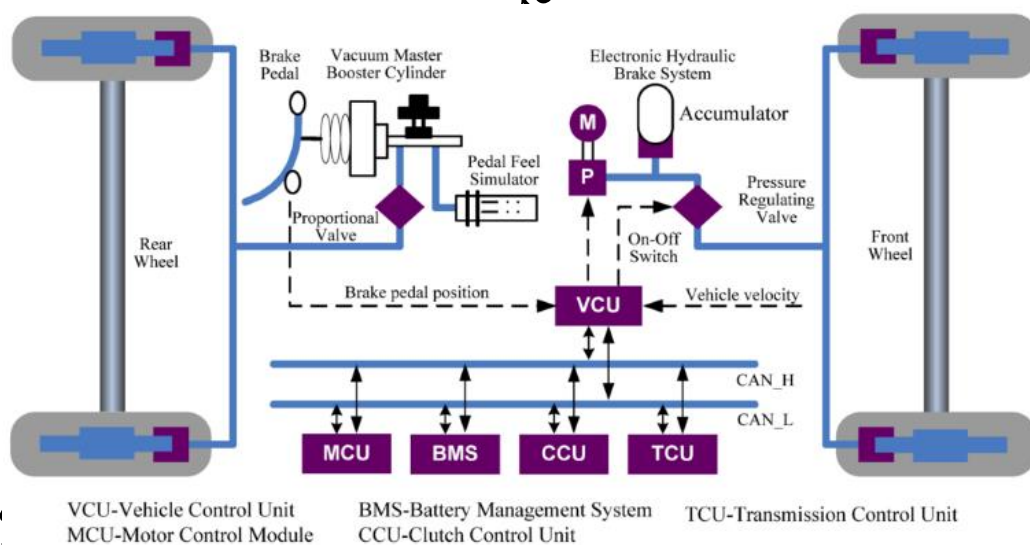 Brake
Pedal
Vacuum Master
Booster Cylinder
Electronic Hydraulic
Brake System
Accumulator
M
P
Pedal Feel
Simulator
Proportional
Valve
Pressure
Regulating
Valve
On-Off
Switch
Rear
Wheel
Front
Wheel
Brake pedal position
VCU
Vehicle velocity
CAN_H
CAN_L
MCU
BMS
CCU
TCU
VCU-Vehicle Control Unit
BMS-Battery Management System
TCU-Transmission Control Unit
MCU-Motor Control Module
CCU-Clutch Control Unit